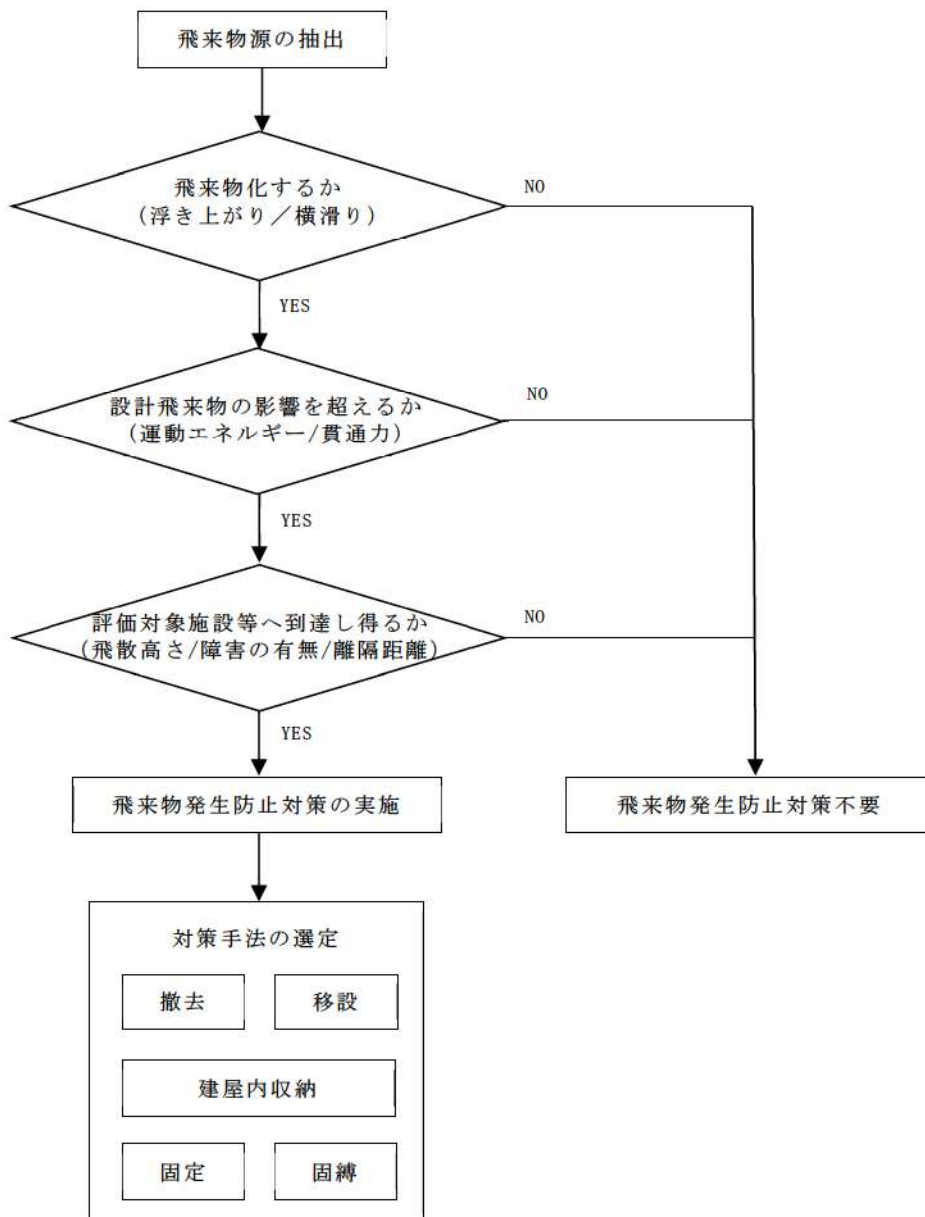 飛来物源の抽出
飛来物化するか
(浮き上がり/横滑り)
NO
YES
設計飛来物の影響を超えるか
(運動エネルギー/貫通力)
NO
YES
評価対象施設等へ到達し得るか
(飛散高さ/障害の有無/離隔距離)
NO
YES
飛来物発生防止対策の実施
飛来物発生防止対策不要
対策手法の選定
撤去
移設
建屋内収納
固定
固縛